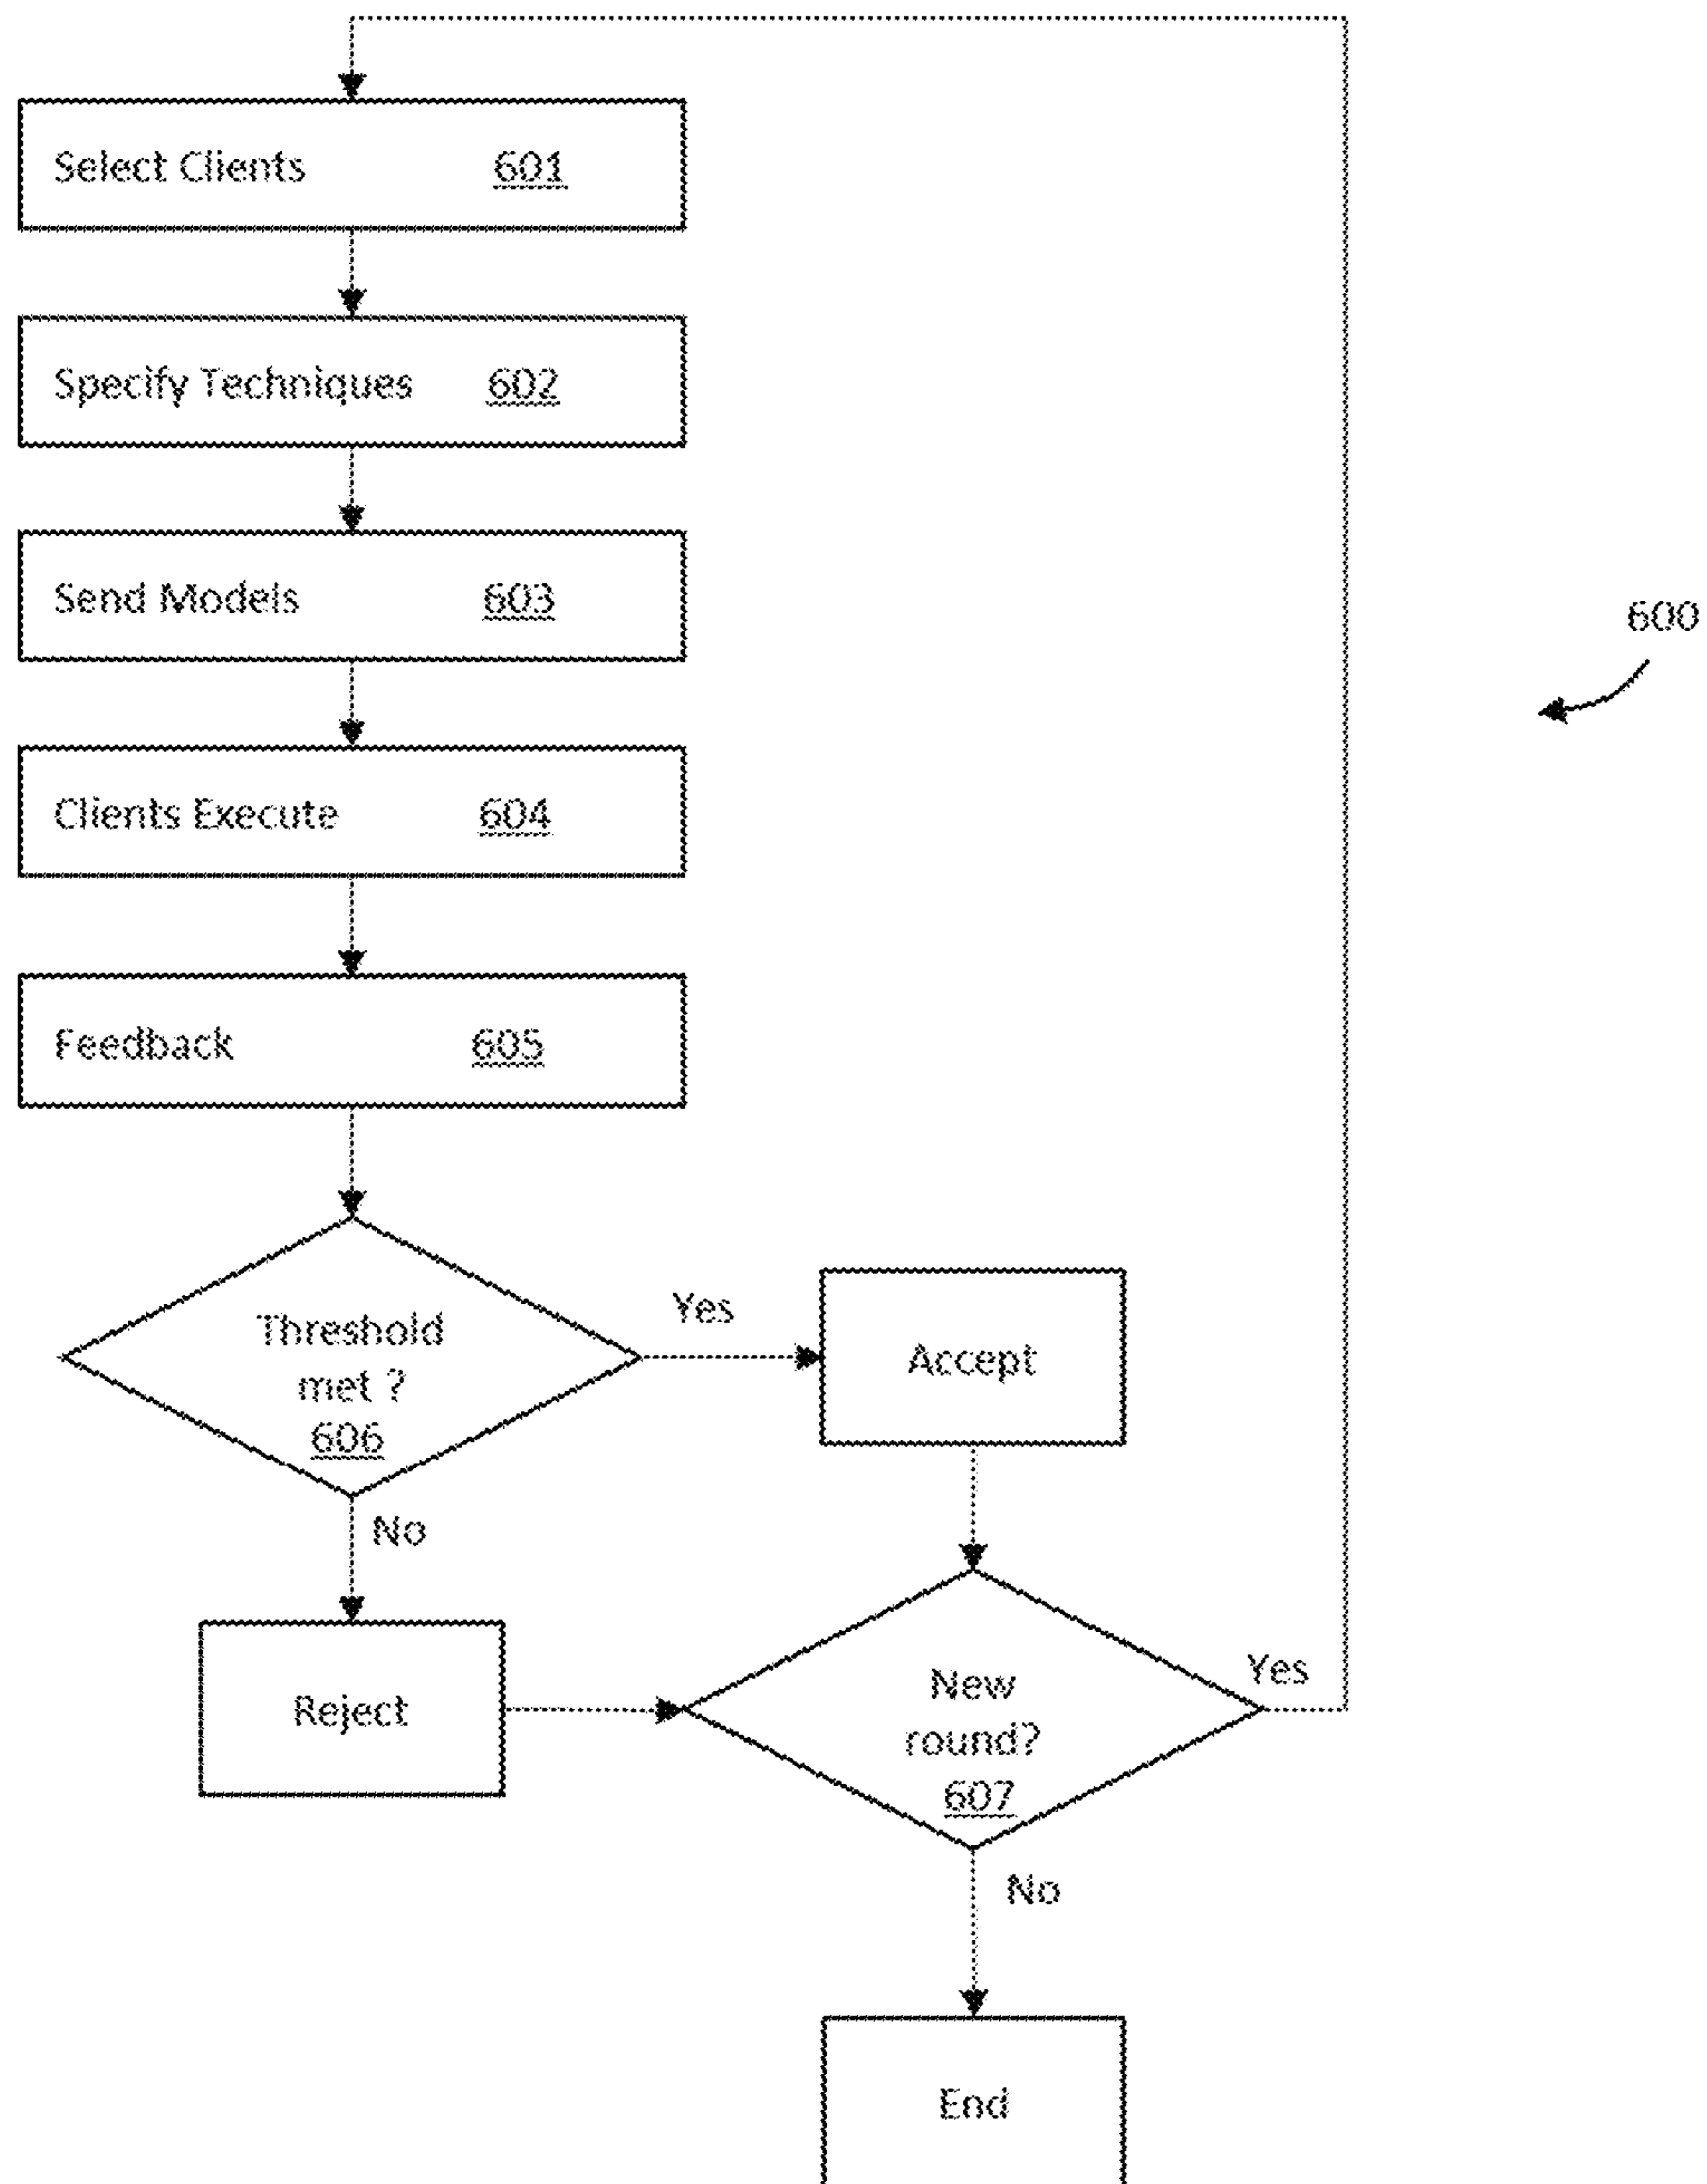 Select Clients 601
Specify Techniques 602
Send Models 603
600
Clients Execute 604
Feedback 605
Threshold
met ?
606
Yes
Accept
No
Reject
New
round?
607
Yes
No
End